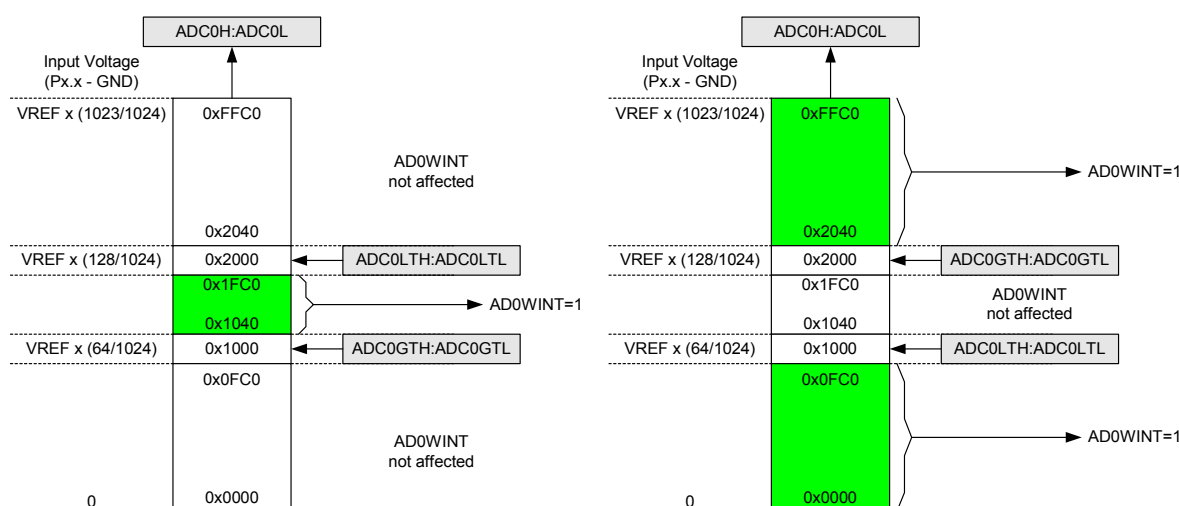 ADC0H:ADC0L
Input Voltage
(Px.x - GND)
VREF x (1023/1024)
0xFFC0
AD0WINT
not affected
0x2040
VREF x (128/1024)
0x2000
ADC0LTH:ADC0LTL
0x1FC0
AD0WINT=1
0x1040
VREF x (64/1024)
0x1000
ADC0GTH:ADC0GTL
0x0FC0
AD0WINT
not affected
0
0x0000
ADC0H:ADC0L
Input Voltage
(Px.x - GND)
VREF x (1023/1024)
0xFFC0
AD0WINT=1
0x2040
VREF x (128/1024)
0x2000
ADC0GTH:ADC0GTL
0x1FC0
AD0WINT
not affected
0x1040
VREF x (64/1024)
0x1000
ADC0LTH:ADC0LTL
0x0FC0
AD0WINT=1
0
0x0000